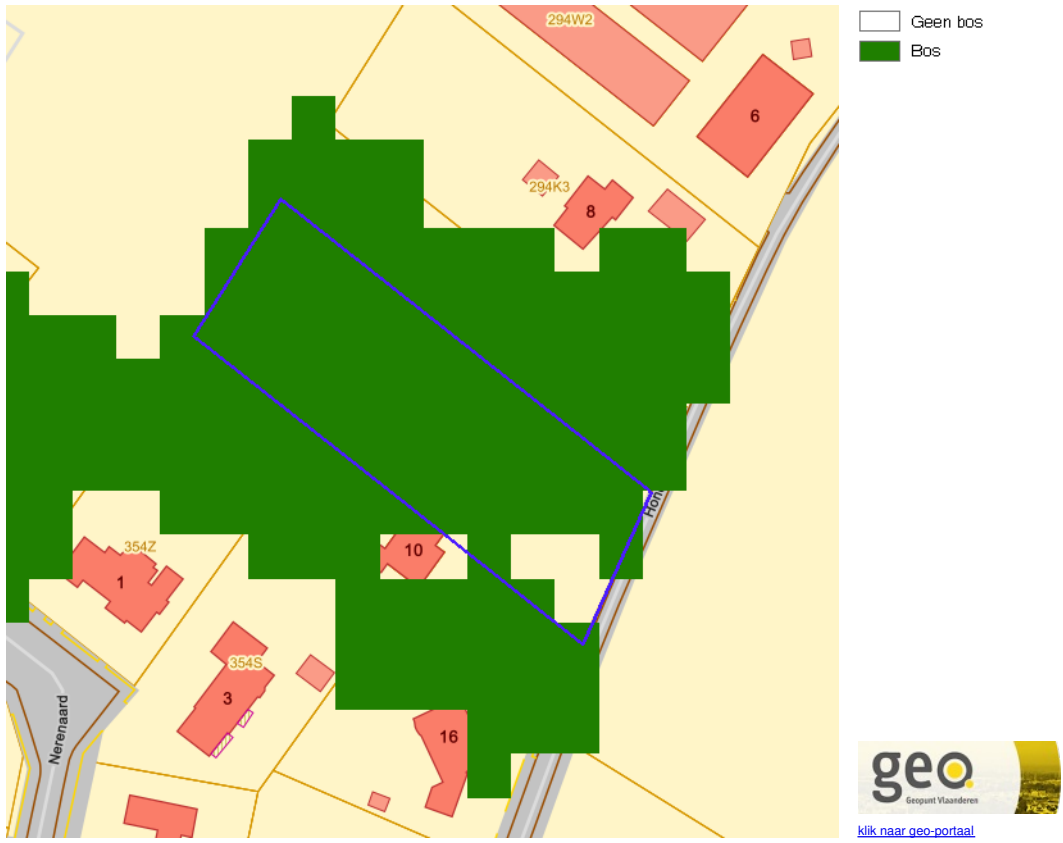 294W2
Geen bos
Bos
6
294K3
8
Hon
354Z
10
1
354S
3
Nerenaard
16
geo.
Geopunt Vlaanderen
klik naar geo-portaal